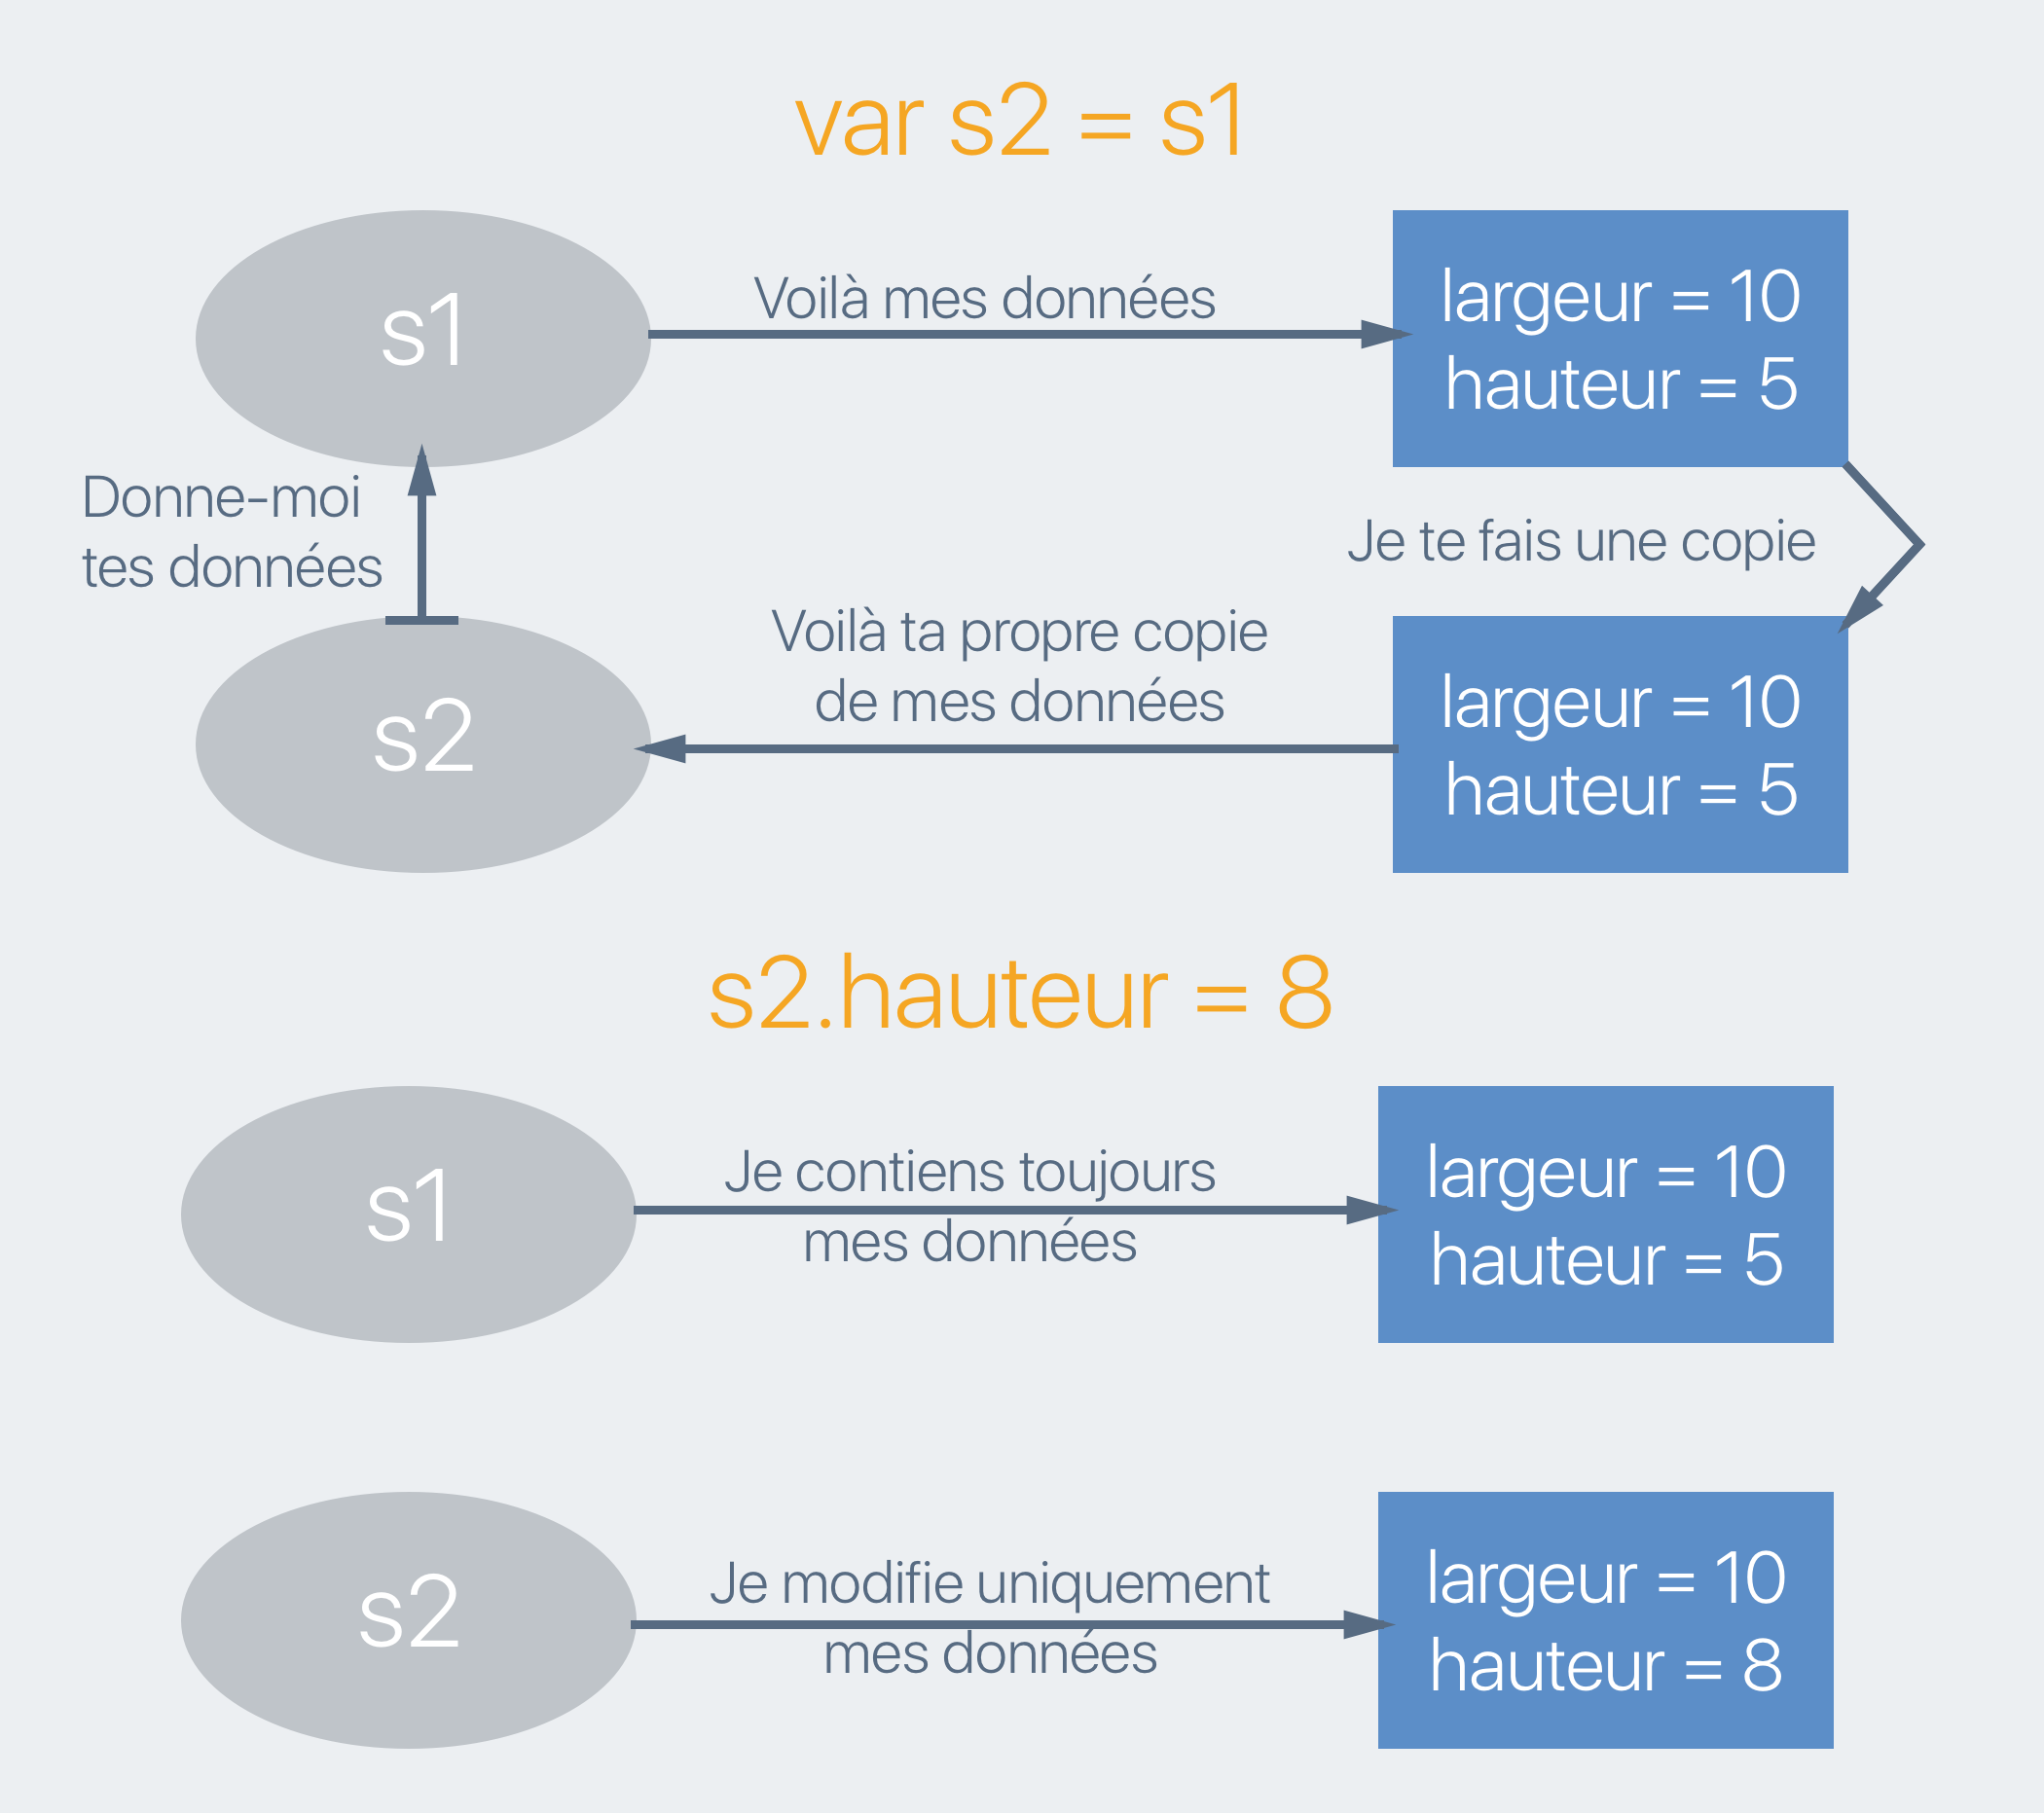 var s2 = s1
s1
Voilà mes données
largeur = 10
hauteur = 5
Donne-moi
tes données
Je te fais une copie
s2
Voilà ta propre copie
de mes données
largeur = 10
hauteur = 5
s2.hauteur = 8
s1
Je contiens toujours
mes données
largeur = 10
hauteur = 5
s2
Je modifie uniquement
mes données
largeur = 10
hauteur = 8